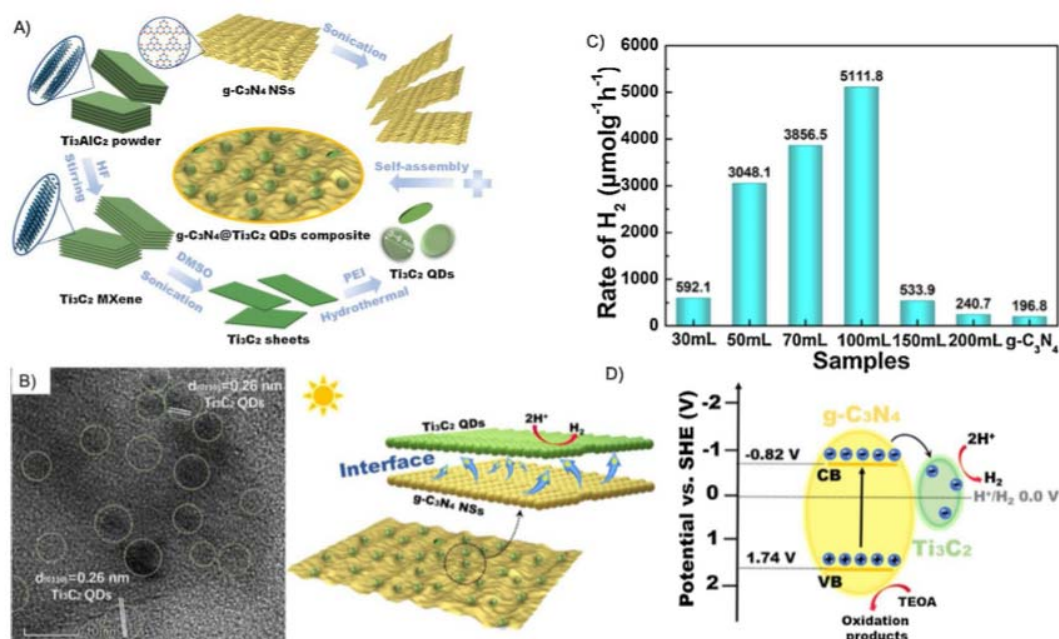 A)
g-C₃N₄ NSs
Sonication
Ti₃AlC₂ powder
HF
Stirring
Self-assembly
g-C₃N₄@Ti₃C₂ QDs composite
Ti₃C₂ MXene
DMSO
Sonication
Ti₃C₂ sheets
PEI
Hydrothermal
Ti₃C₂ QDs
C)
Rate of H₂ (μmolg⁻¹h⁻¹)
6000
5000
4000
3000
2000
1000
0
592.1
3048.1
3856.5
5111.8
533.9
240.7
196.8
30mL 50mL 70mL 100mL 150mL 200mL g-C₃N₄
Samples
B)
=0.26 nm
Ti₃C₂ QDs
=0.26 nm
Ti₃C₂ QDs
Ti₃C₂ QDs
2H⁺
H₂
Interface
g-C₃N₄ NSs
D)
Potential vs. SHE (V)
-2
-1
0
1
2
g-C₃N₄
-0.82 V
CB
2H⁺
H₂
H⁺/H₂ 0.0 V
Ti₃C₂
1.74 V
VB
TEOA
Oxidation
products